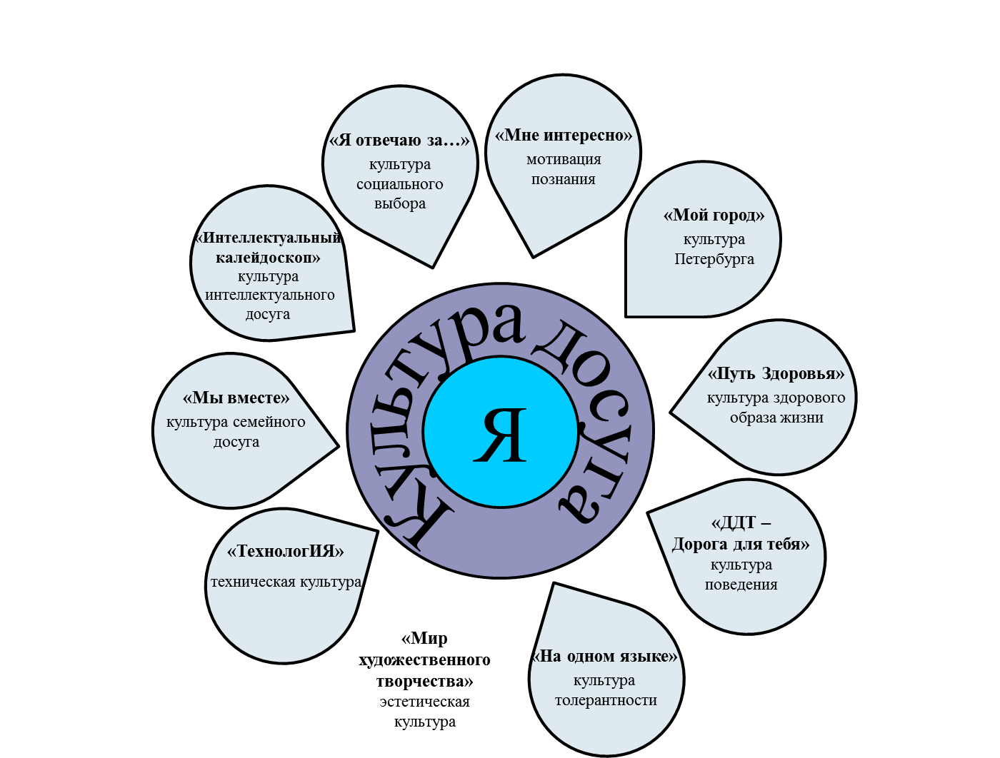 «Я отвечаю за…»
культура
социального
выбора
«Мне интересно»
мотивация
познания
«Мой город»
культура
Петербурга
«Интеллектуальный
калейдоскоп»
культура
интеллектуального
досуга
«Путь Здоровья»
культура здорового
образа жизни
«Мы вместе»
культура семейного
досуга
Культура досуга
Я
«ДДТ –
Дорога для тебя»
культура
поведения
«ТехнологИЯ»
техническая культура
«Мир
художественного
творчества»
эстетическая
культура
«На одном языке»
культура
толерантности